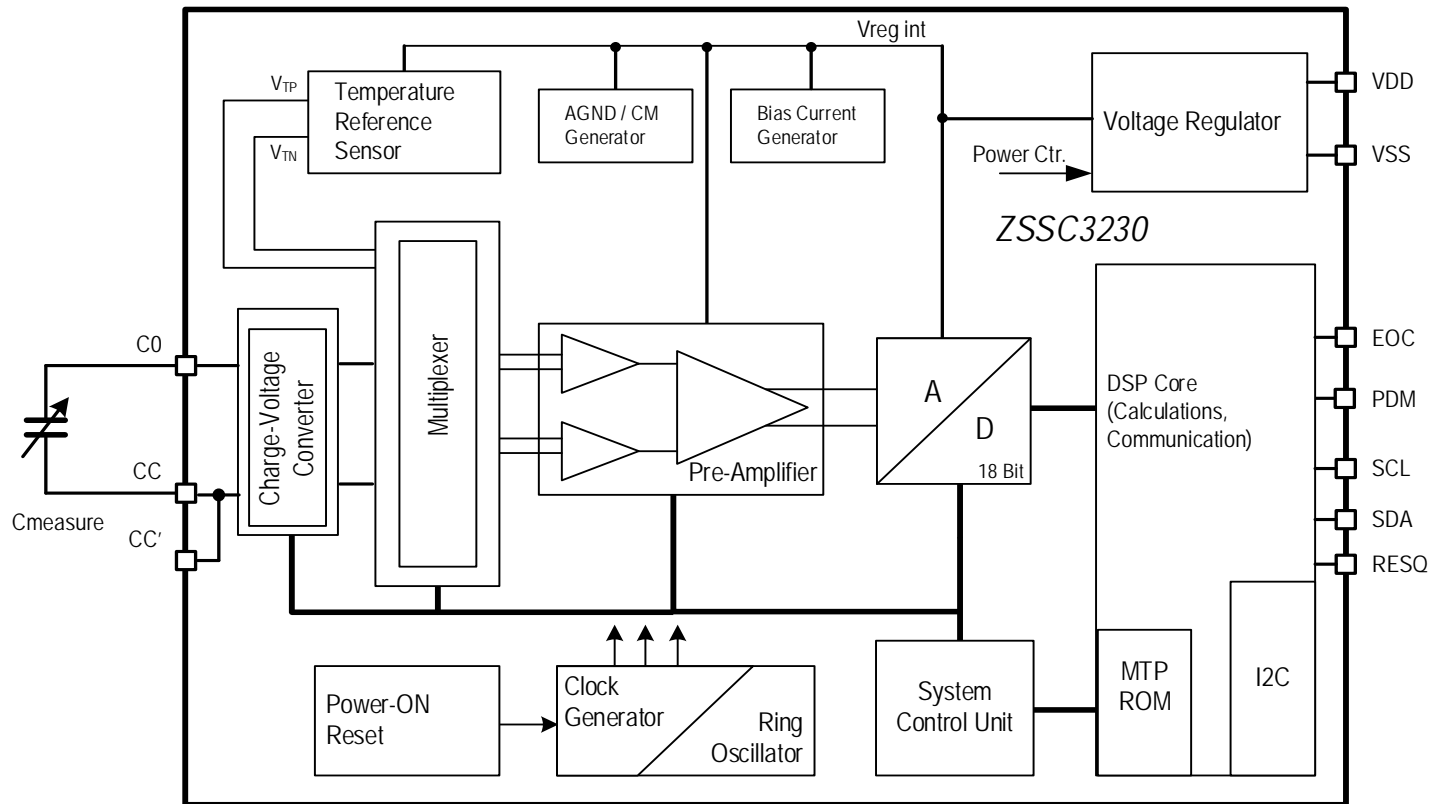 Vreg int
VTP
VTN
Temperature
Reference
Sensor
AGND / CM
Generator
Bias Current
Generator
Voltage Regulator
VDD
VSS
Power Ctr.
ZSSC3230
C0
CC
CC'
Cmeasure
Charge-Voltage
Converter
Multiplexer
Pre-Amplifier
A
D
18 Bit
DSP Core
(Calculations,
Communication)
EOC
PDM
SCL
SDA
RESQ
Power-ON
Reset
Clock
Generator
Ring
Oscillator
System
Control Unit
MTP
ROM
I2C